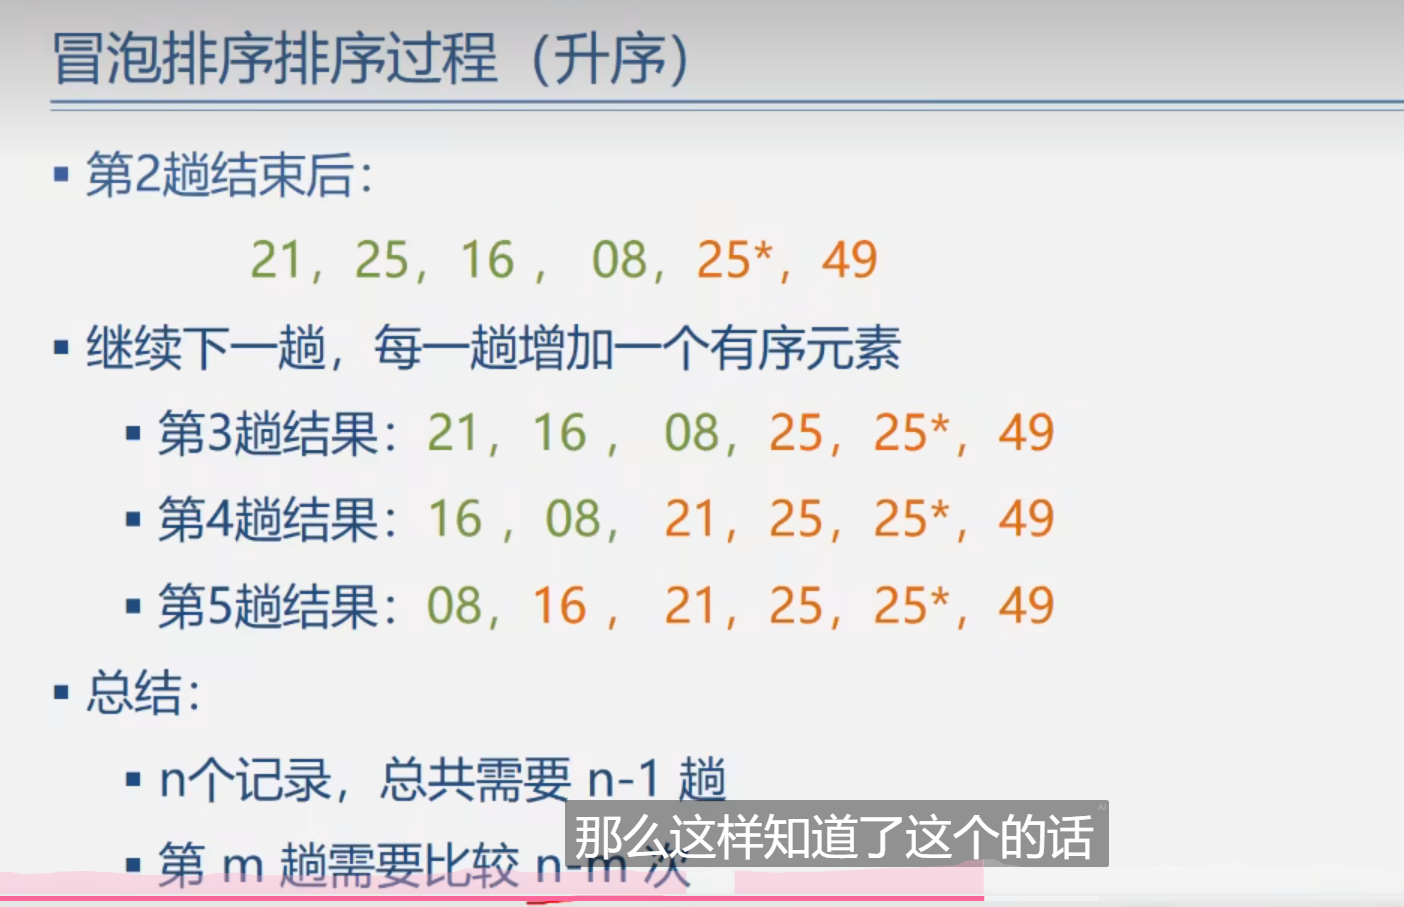 冒泡排序排序过程（升序）
第2趟结束后：
21，25，16 ， 08，25*，49
继续下一趟，每一趟增加一个有序元素
第3趟结果：21，16 ， 08，25，25*，49
第4趟结果：16 ，08， 21，25，25*，49
第5趟结果：08，16 ， 21，25，25*，49
总结：
n个记录，总共需要 n-1 趟
AI
那么这样知道了这个的话
第 m 趟需要比较 n-m 次